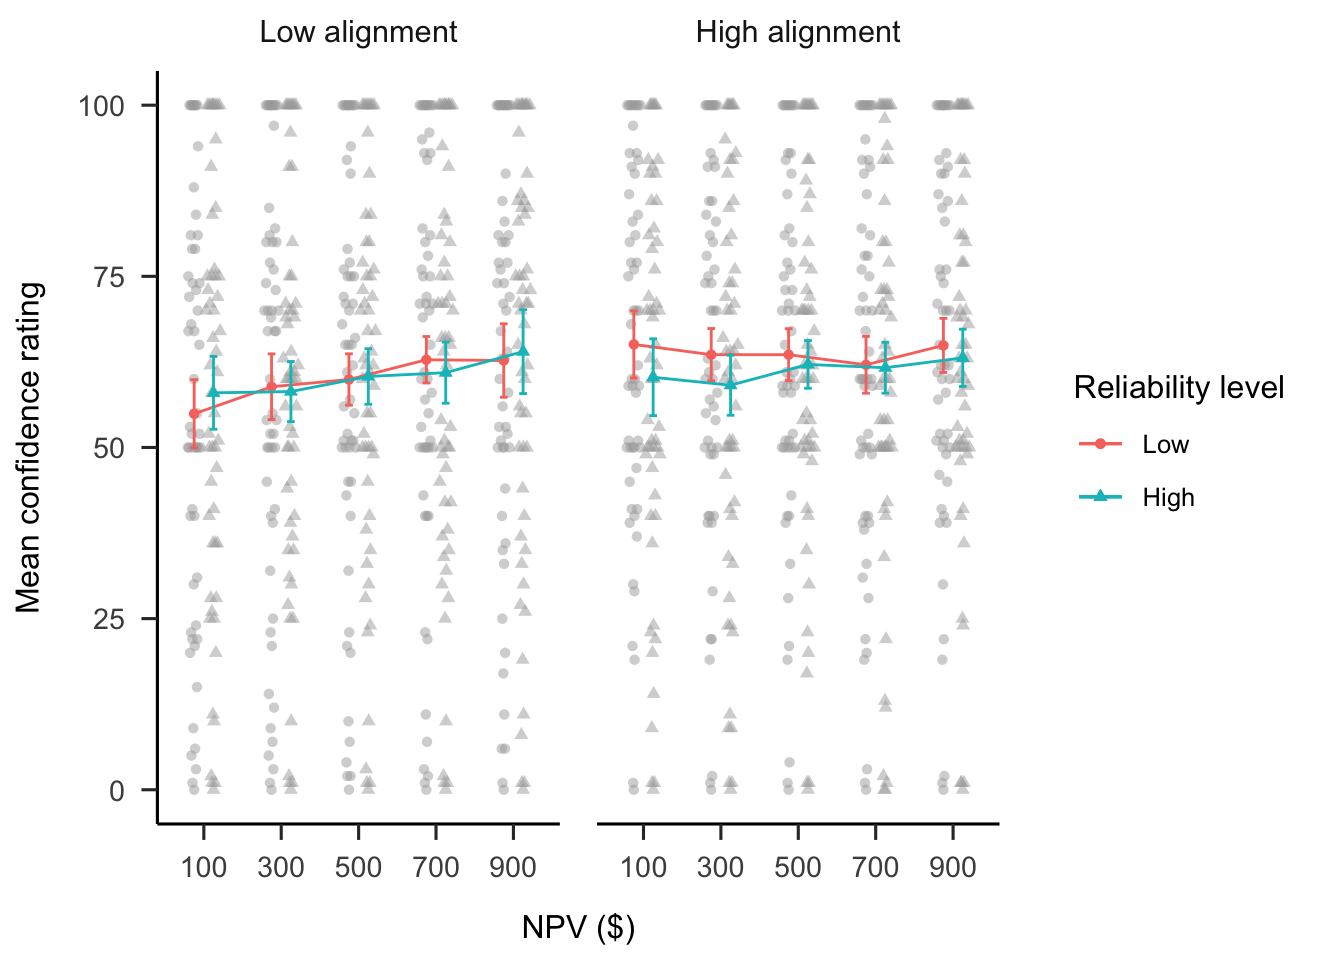 Low alignment
High alignment
100
75
50
25
0
Mean confidence rating
100 300 500 700 900
100 300 500 700 900
NPV ($)
Reliability level
Low
High